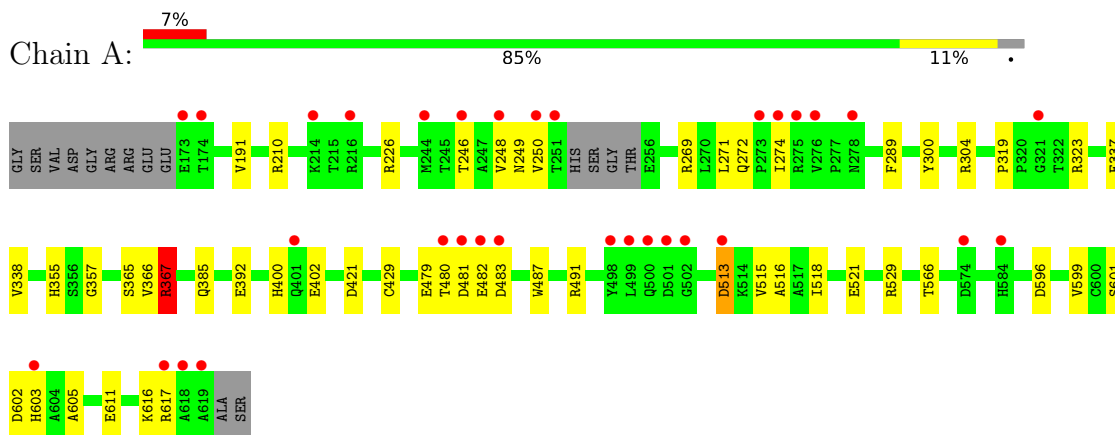 7%
Chain A:
85% 11% •
GLY SER VAL ASP GLY ARG ARG GLU GLU E173 T174 V191 R210 K214 T215 R216 R226 M244 T245 T246 A247 V248 N249 V250 T251 HIS SER GLY THR E256 R269 L270 L271 Q272 P273 I274 R275 V276 P277 N278 F289 Y300 R304 P319 P320 G321 T322 R323 E337
V338 H355 S356 G357 S365 V366 R367 Q385 E392 H400 Q401 E402 D421 C429 E479 T480 D481 E482 D483 W487 R491 Y498 L499 Q500 D501 G502 D513 K514 V515 A516 A517 I518 E521 R529 T566 D574 H584 D596 V599 C600 S601
D602 H603 A604 A605 E611 K616 R617 A618 A619 ALA SER